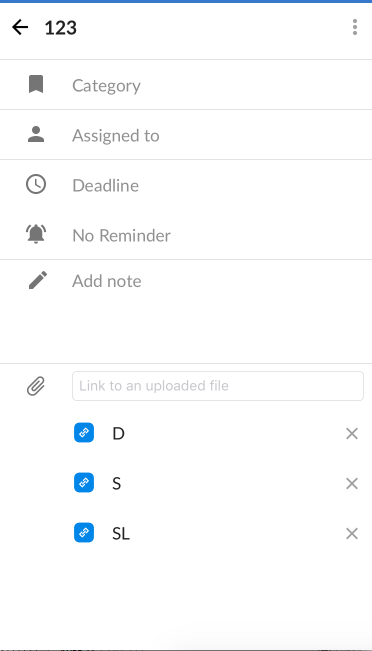 123
Category
Assigned to
Deadline
No Reminder
Add note
Link to an uploaded file
D
S
SL